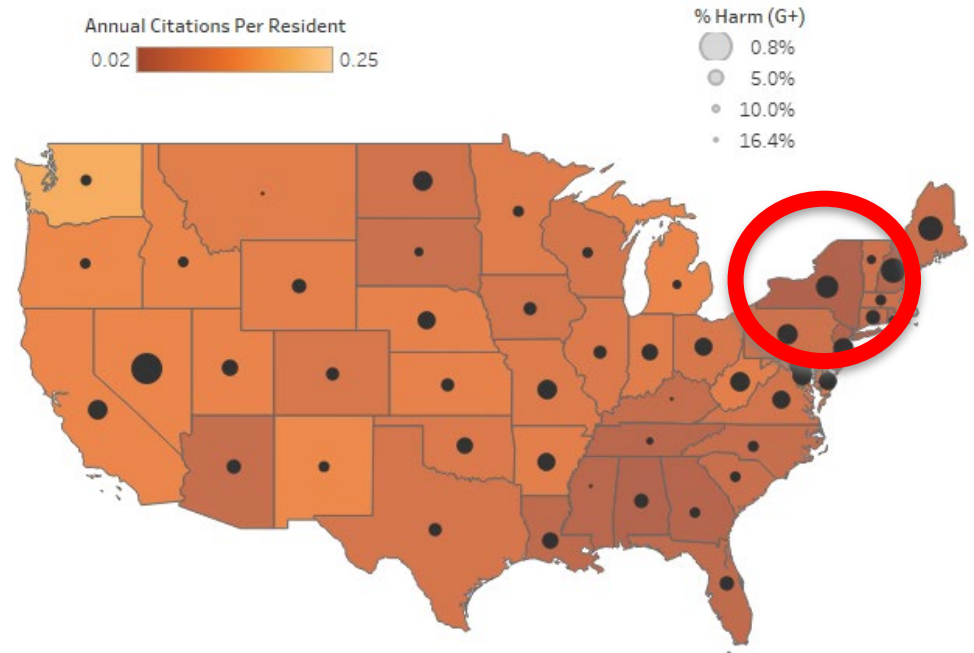 Annual Citations Per Resident
0.02 0.25
% Harm (G+)
0.8%
5.0%
10.0%
16.4%